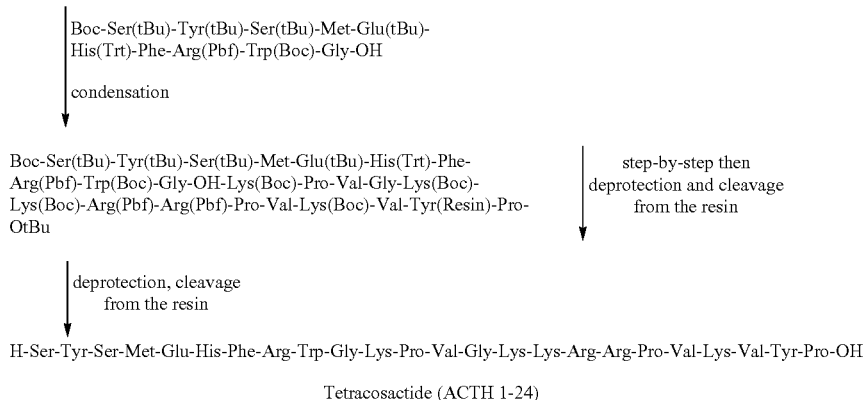 Boc-Ser(tBu)-Tyr(tBu)-Ser(tBu)-Met-Glu(tBu)-
His(Trt)-Phe-Arg(Pbf)-Trp(Boc)-Gly-OH
condensation
Boc-Ser(tBu)-Tyr(tBu)-Ser(tBu)-Met-Glu(tBu)-His(Trt)-Phe-
Arg(Pbf)-Trp(Boc)-Gly-OH-Lys(Boc)-Pro-Val-Gly-Lys(Boc)-
Lys(Boc)-Arg(Pbf)-Arg(Pbf)-Pro-Val-Lys(Boc)-Val-Tyr(Resin)-Pro-
OtBu
step-by-step then
deprotection and cleavage
from the resin
deprotection, cleavage
from the resin
H-Ser-Tyr-Ser-Met-Glu-His-Phe-Arg-Trp-Gly-Lys-Pro-Val-Gly-Lys-Lys-Arg-Arg-Pro-Val-Lys-Val-Tyr-Pro-OH
Tetracosactide (ACTH 1-24)